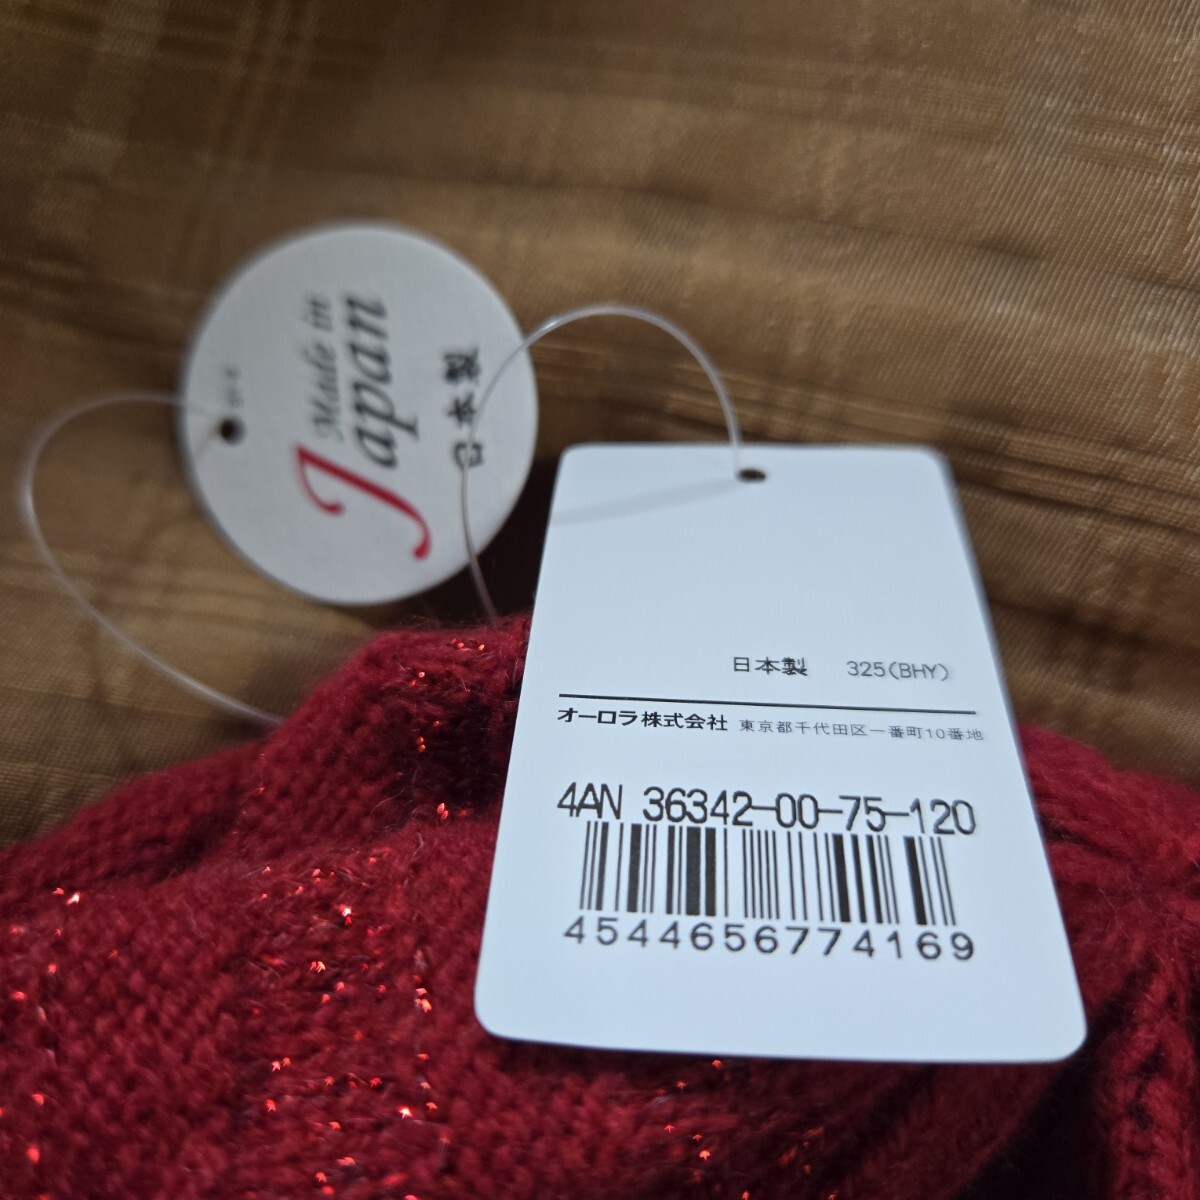 Made in
Japan
日本製
日本製 325(BHY)
オーロラ株式会社 東京都千代田区一番町10番地
4AN 36342-00-75-120
4544656774169